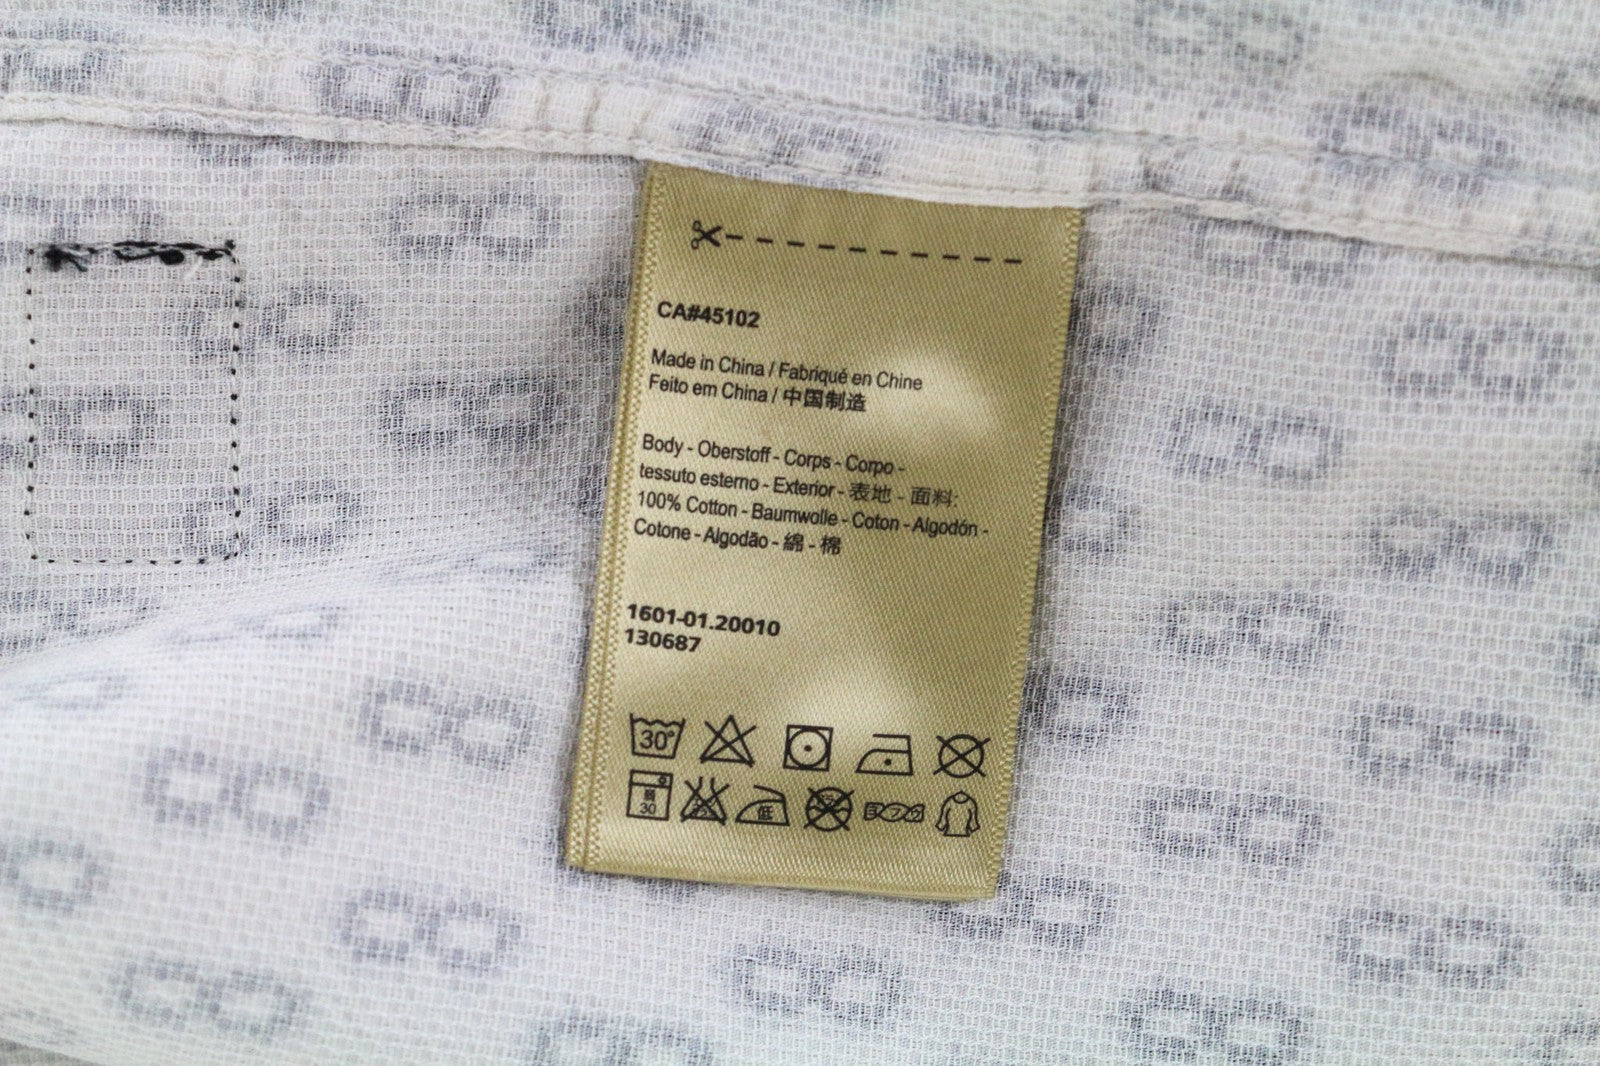 CA#45102
Made in China / Fabriqué en Chine
Feito em China / 中国制造
Body - Oberstoff - Corps - Corpo -
tessuto esterno - Exterior - 表地 - 面料:
100% Cotton - Baumwolle - Coton - Algodón -
Cotone - Algodão - 綿 - 棉
1601-01.20010
130687
30°
30 低